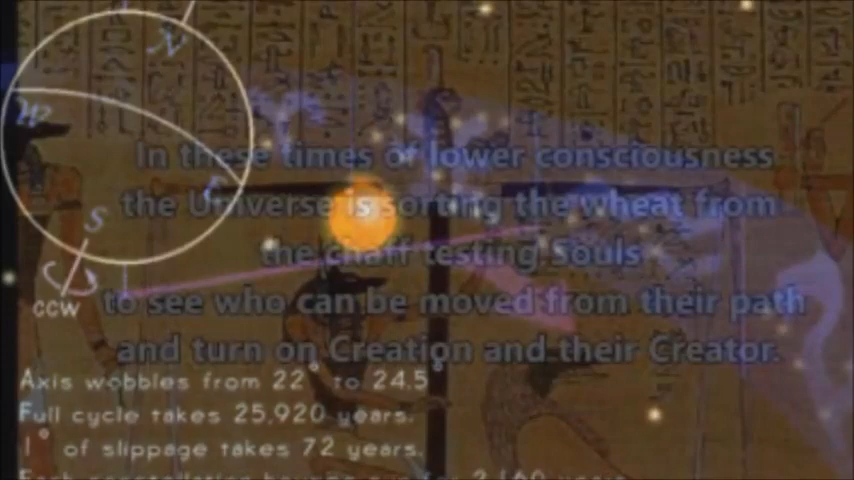 N
W
E
S
CCW
In these times of lower consciousness
the Universe is sorting the wheat from
the chaff testing Souls
to see who can be moved from their path
and turn on Creation and their Creator.
Axis wobbles from 22° to 24.5°
Full cycle takes 25,920 years.
1° of slippage takes 72 years.